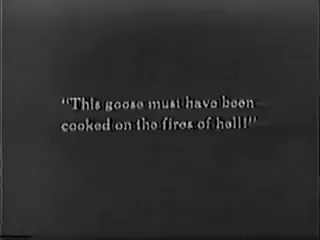 "This goose must have been
cooked on the fires of hell!"